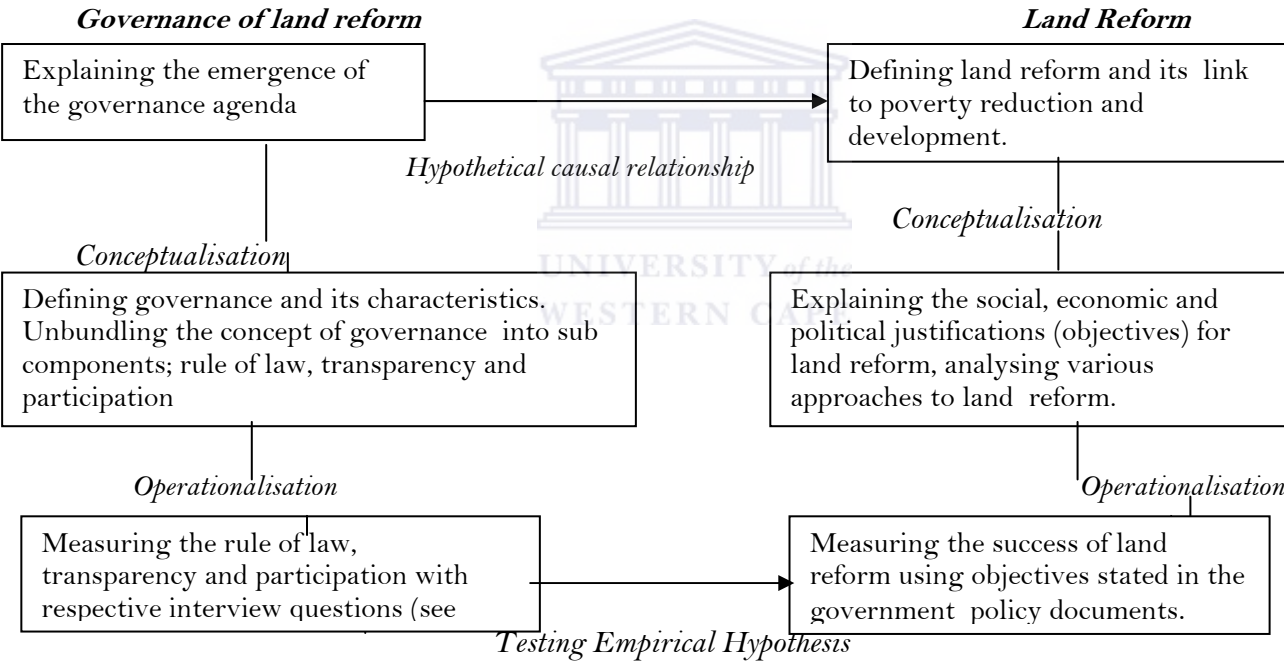 Governance of land reform
Land Reform
Explaining the emergence of
the governance agenda
Defining land reform and its link
to poverty reduction and
development.
Hypothetical causal relationship
Conceptualisation
Conceptualisation
UNIVERSITY of the
WESTERN CAPE
Defining governance and its characteristics.
Unbundling the concept of governance into sub
components; rule of law, transparency and
participation
Explaining the social, economic and
political justifications (objectives) for
land reform, analysing various
approaches to land reform.
Operationalisation
Operationalisation
Measuring the rule of law,
transparency and participation with
respective interview questions (see
Measuring the success of land
reform using objectives stated in the
government policy documents.
Testing Empirical Hypothesis